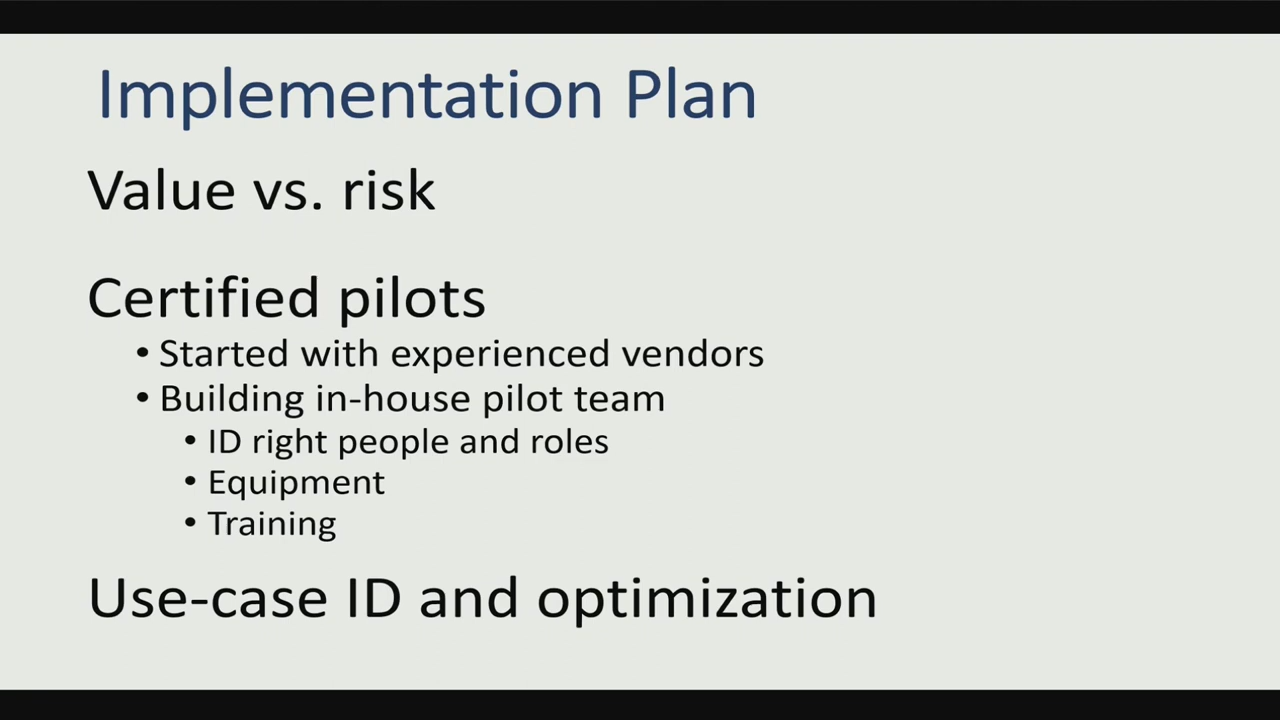 Implementation Plan
Value vs. risk
Certified pilots
• Started with experienced vendors
• Building in-house pilot team
• ID right people and roles
• Equipment
• Training
Use-case ID and optimization